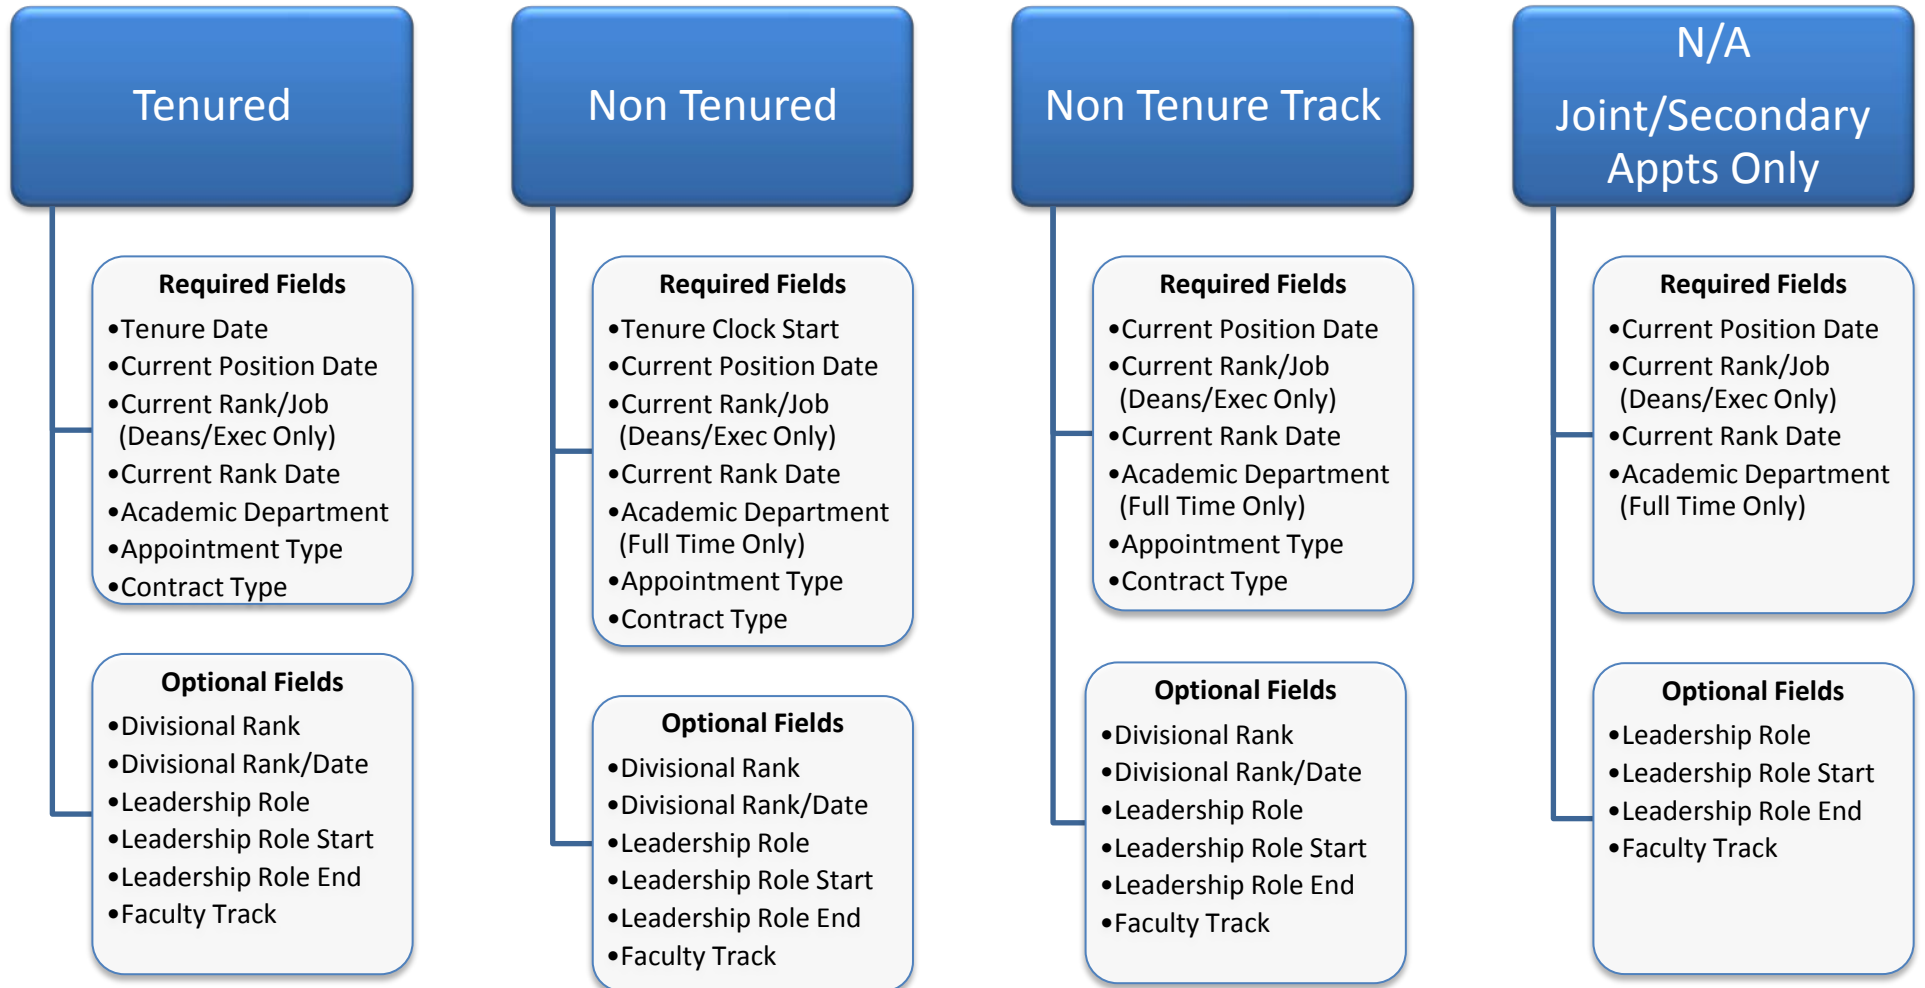 Tenured
Required Fields
•Tenure Date
•Current Position Date
•Current Rank/Job
(Deans/Exec Only)
•Current Rank Date
•Academic Department
•Appointment Type
•Contract Type
Optional Fields
•Divisional Rank
•Divisional Rank/Date
•Leadership Role
•Leadership Role Start
•Leadership Role End
•Faculty Track
Non Tenured
Required Fields
•Tenure Clock Start
•Current Position Date
•Current Rank/Job
(Deans/Exec Only)
•Current Rank Date
•Academic Department
(Full Time Only)
•Appointment Type
•Contract Type
Optional Fields
•Divisional Rank
•Divisional Rank/Date
•Leadership Role
•Leadership Role Start
•Leadership Role End
•Faculty Track
Non Tenure Track
Required Fields
•Current Position Date
•Current Rank/Job
(Deans/Exec Only)
•Current Rank Date
•Academic Department
(Full Time Only)
•Appointment Type
•Contract Type
Optional Fields
•Divisional Rank
•Divisional Rank/Date
•Leadership Role
•Leadership Role Start
•Leadership Role End
•Faculty Track
N/A
Joint/Secondary
Appts Only
Required Fields
•Current Position Date
•Current Rank/Job
(Deans/Exec Only)
•Current Rank Date
•Academic Department
(Full Time Only)
Optional Fields
•Leadership Role
•Leadership Role Start
•Leadership Role End
•Faculty Track